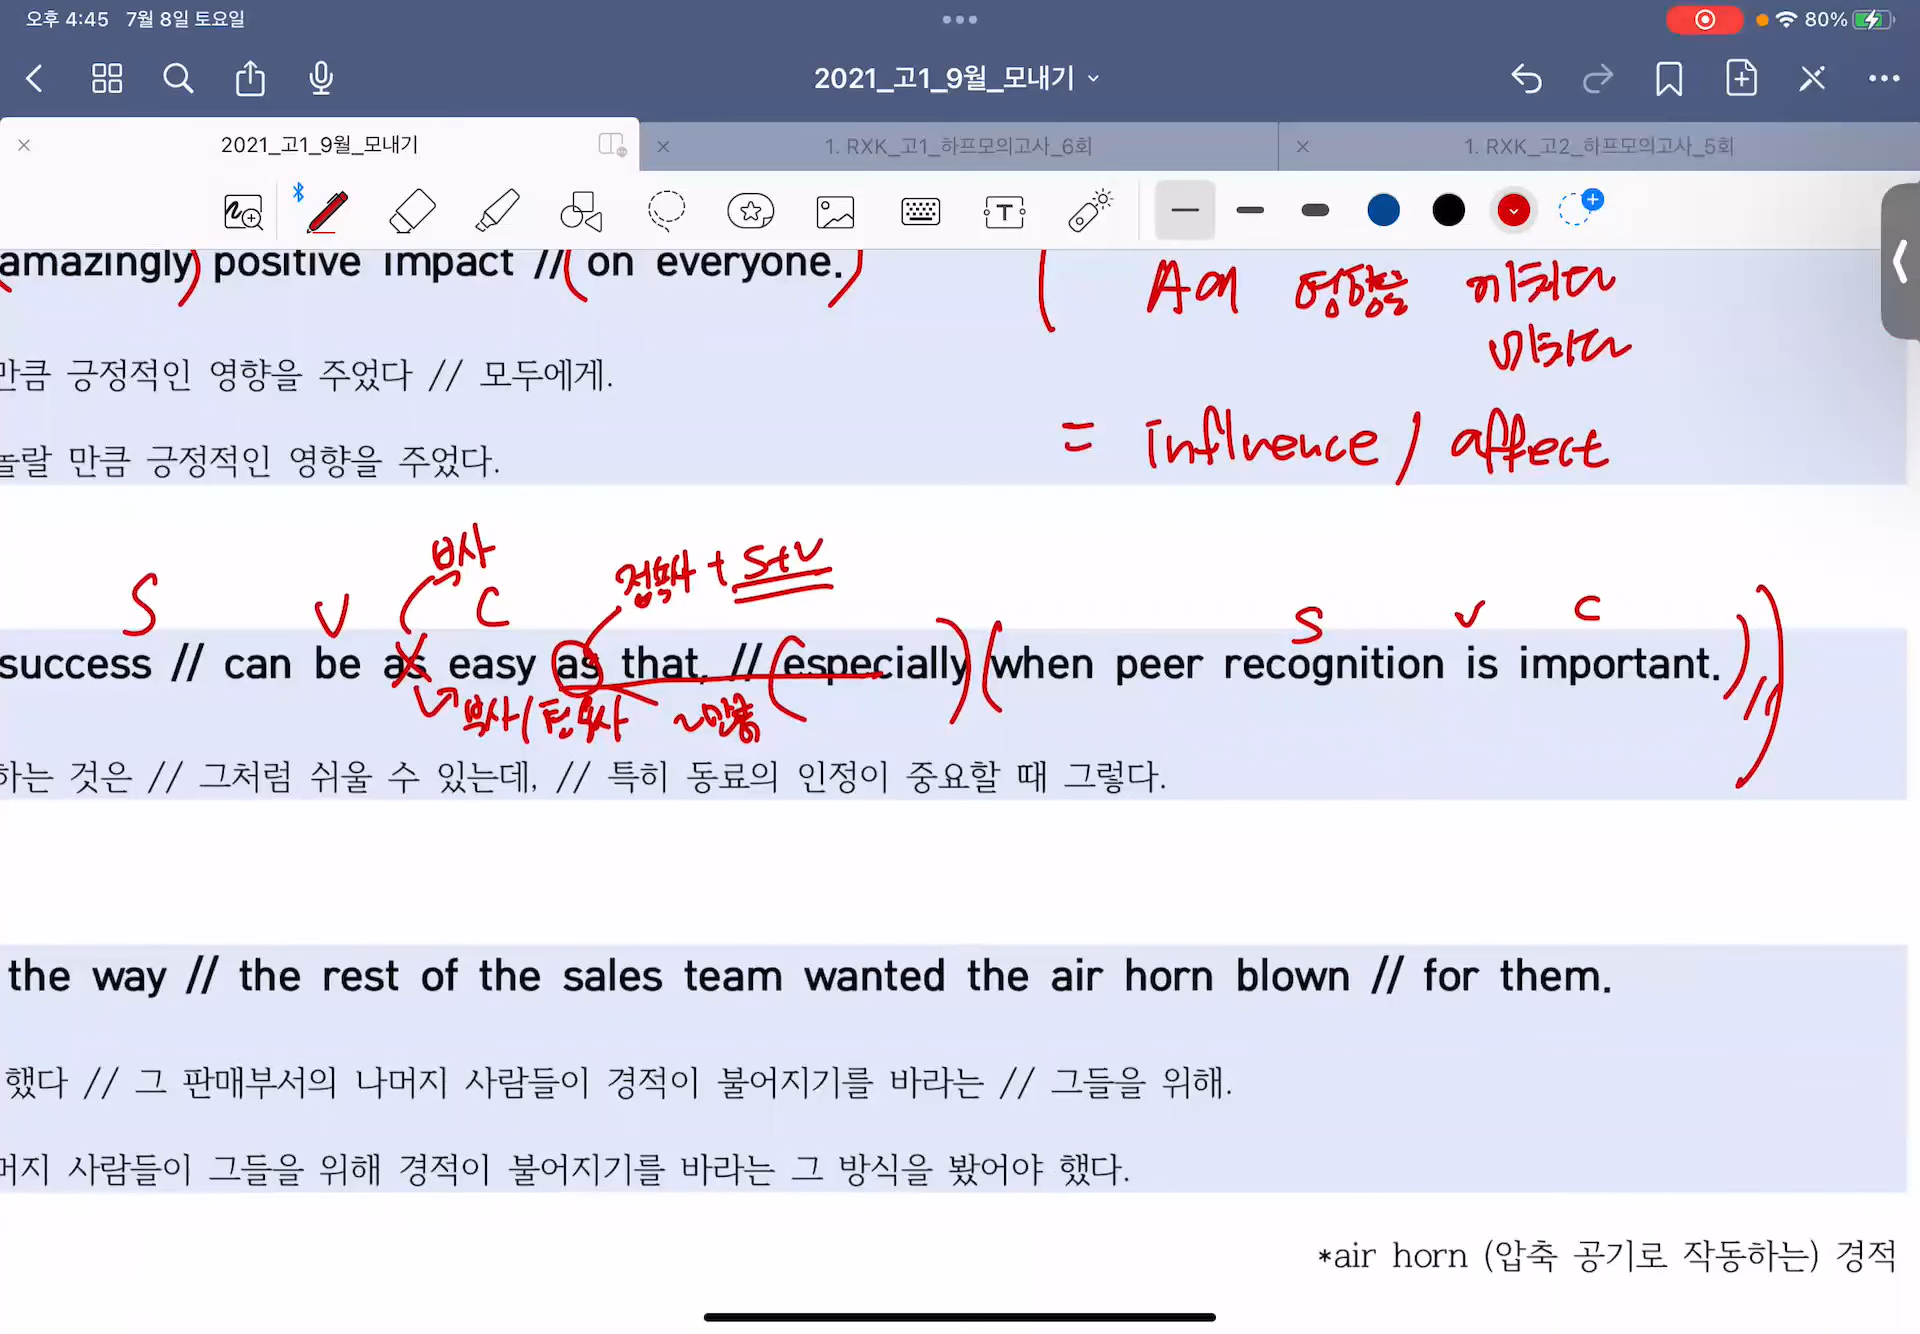 오후 4:45 7월 8일 토요일
80%
2021_고1_9월_모내기
2021_고1_9월_모내기
1. RXK_고1_하프모의고사_6회
1. RXK_고2_하프모의고사_5회
amazingly) positive impact // (on everyone.)
A에 영향을 끼치다
미치다
만큼 긍정적인 영향을 주었다 // 모두에게.
= influence / affect
놀랄 만큼 긍정적인 영향을 주었다.
부사
접속사 + S+V
S V C S V C
success // can be as easy as that, // (especially) (when peer recognition is important.)
부사/형용사 ~만큼
하는 것은 // 그처럼 쉬울 수 있는데, // 특히 동료의 인정이 중요할 때 그렇다.
the way // the rest of the sales team wanted the air horn blown // for them.
했다 // 그 판매부서의 나머지 사람들이 경적이 불어지기를 바라는 // 그들을 위해.
머지 사람들이 그들을 위해 경적이 불어지기를 바라는 그 방식을 봤어야 했다.
*air horn (압축 공기로 작동하는) 경적